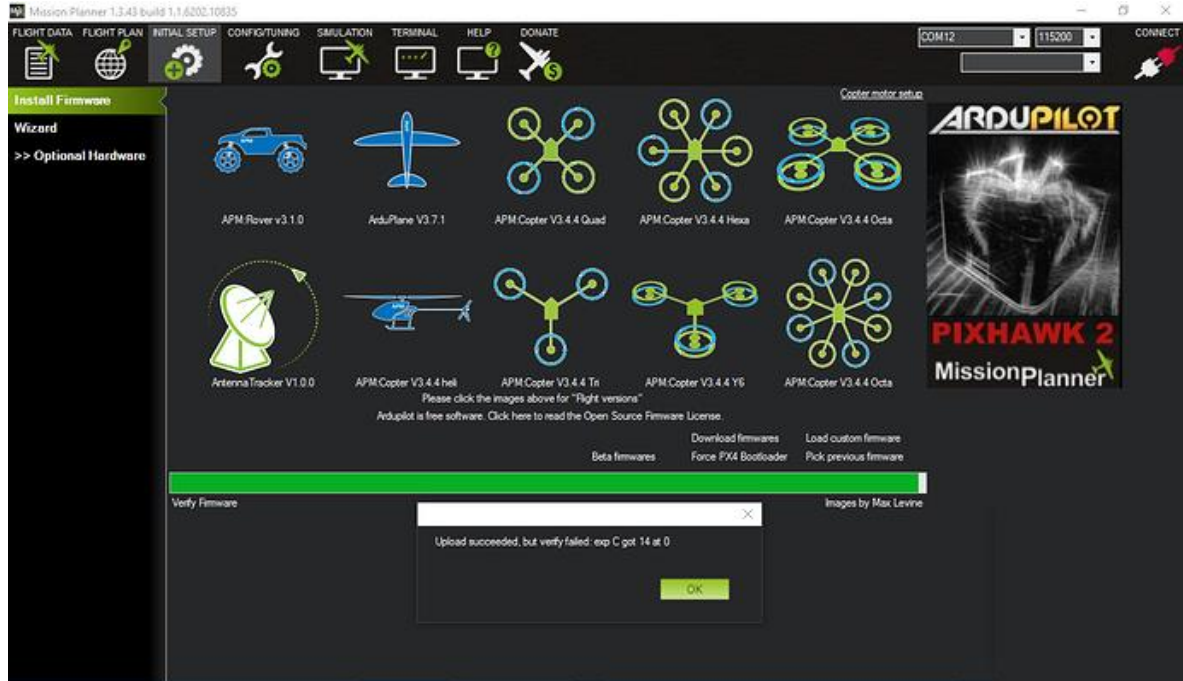 Mission Planner 1.3.43 build 1.1.6202.10835
FLIGHT DATA FLIGHT PLAN INITIAL SETUP CONFIG/TUNING SIMULATION TERMINAL HELP DONATE
COM12 115200 CONNECT
Install Firmware
Wizard
>> Optional Hardware
Copter motor setup
ARDUPILOT
APM:Rover v3.1.0 ArduPlane V3.7.1 APM:Copter V3.4.4 Quad APM:Copter V3.4.4 Hexa APM:Copter V3.4.4 Octa
PIXHAWK 2
MissionPlanner
AntennaTracker V1.0.0 APM:Copter V3.4.4 heli APM:Copter V3.4.4 Tri APM:Copter V3.4.4 Y6 APM:Copter V3.4.4 Octa
Please click the images above for "Flight versions"
Ardupilot is free software. Click here to read the Open Source Firmware License.
Download firmwares Load custom firmware
Beta firmwares Force PX4 Bootloader Pick previous firmware
Verify Firmware Images by Max Levine
Upload succeeded, but verify failed: exp C got 14 at 0
OK